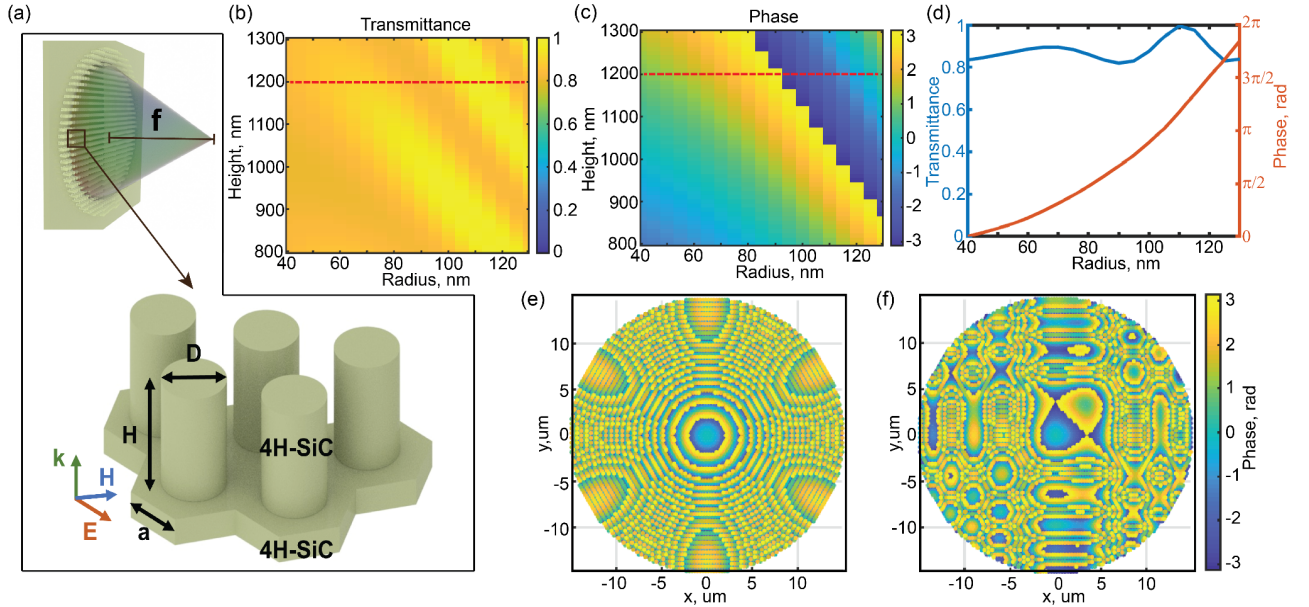 (a)
f
D
H
4H-SiC
k
H
E
a
4H-SiC
(b)
Transmittance
Height, nm
1300
1200
1100
1000
900
800
40 60 80 100 120
Radius, nm
1
0.8
0.6
0.4
0.2
0
(c)
Phase
Height, nm
1300
1200
1100
1000
900
800
40 60 80 100 120
Radius, nm
3
2
1
0
-1
-2
-3
(d)
Transmittance
1
0.8
0.6
0.4
0.2
0
40 60 80 100 120
Radius, nm
2π
3π/2
π
π/2
0
Phase, rad
(e)
y,um
10
5
0
-5
-10
-10 -5 0 5 10
x, um
(f)
y,um
10
5
0
-5
-10
-10 -5 0 5 10
x, um
3
2
1
0
-1
-2
-3
Phase, rad